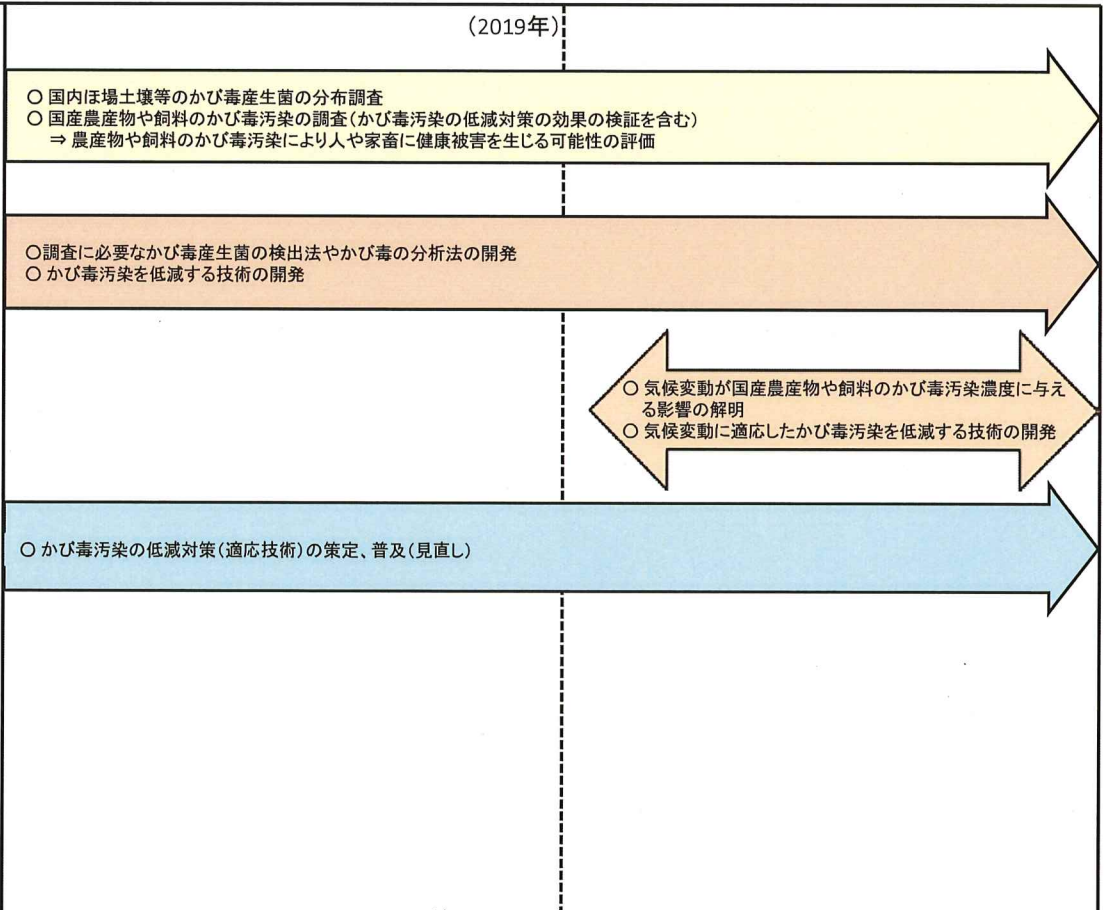 (2019年)
○ 国内ほ場土壌等のかび毒産生菌の分布調査
○ 国産農産物や飼料のかび毒汚染の調査(かび毒汚染の低減対策の効果の検証を含む)
⇒ 農産物や飼料のかび毒汚染により人や家畜に健康被害を生じる可能性の評価
○調査に必要なかび毒産生菌の検出法やかび毒の分析法の開発
○ かび毒汚染を低減する技術の開発
○ 気候変動が国産農産物や飼料のかび毒汚染濃度に与え
る影響の解明
○ 気候変動に適応したかび毒汚染を低減する技術の開発
○ かび毒汚染の低減対策(適応技術)の策定、普及(見直し)